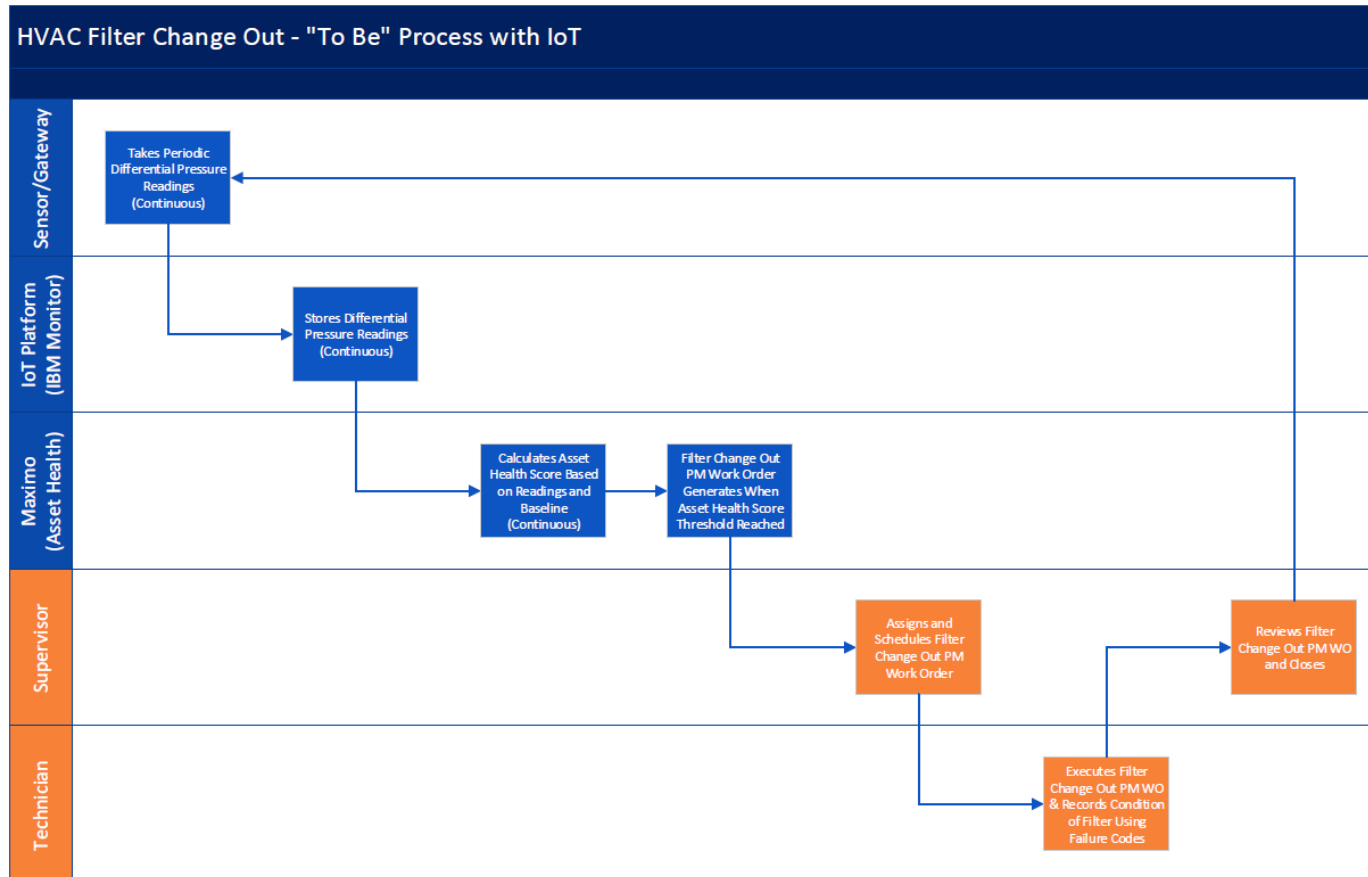 HVAC Filter Change Out - "To Be" Process with IoT
Sensor/Gateway
Takes Periodic
Differential Pressure
Readings
(Continuous)
IoT Platform
(IBM Monitor)
Stores Differential
Pressure Readings
(Continuous)
Maximo
(Asset Health)
Calculates Asset
Health Score Based
on Readings and
Baseline
(Continuous)
Filter Change Out
PM Work Order
Generates When
Asset Health Score
Threshold Reached
Supervisor
Assigns and
Schedules Filter
Change Out PM
Work Order
Reviews Filter
Change Out PM WO
and Closes
Technician
Executes Filter
Change Out PM WO
& Records Condition
of Filter Using
Failure Codes